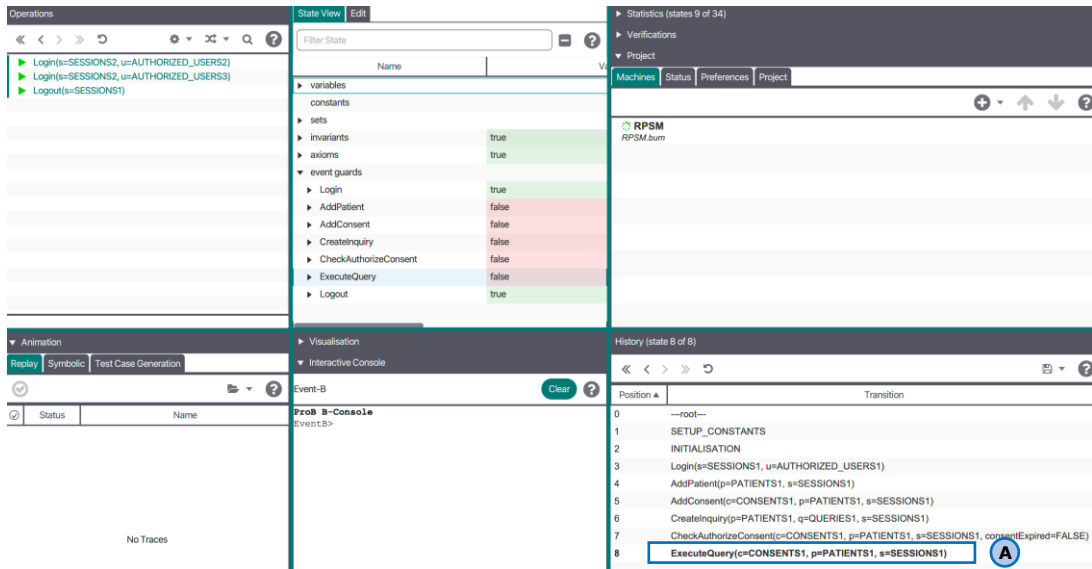 Operations
Login(s=SESSIONS2, u=AUTHORIZED_USERS2)
Login(s=SESSIONS2, u=AUTHORIZED_USERS3)
Logout(s=SESSIONS1)
State View Edit
Filter State
Name Va
variables
constants
sets
invariants true
axioms true
event guards
Login true
AddPatient false
AddConsent false
CreateInquiry false
CheckAuthorizeConsent false
ExecuteQuery false
Logout true
Statistics (states 9 of 34)
Verifications
Project
Machines Status Preferences Project
RPSM
RPSM.bum
Animation
Replay Symbolic Test Case Generation
Status Name
No Traces
Visualisation
Interactive Console
Event-B Clear
ProB B-Console
EventB>
History (state 8 of 8)
Position Transition
0 ---root---
1 SETUP_CONSTANTS
2 INITIALISATION
3 Login(s=SESSIONS1, u=AUTHORIZED_USERS1)
4 AddPatient(p=PATIENTS1, s=SESSIONS1)
5 AddConsent(c=CONSENTS1, p=PATIENTS1, s=SESSIONS1)
6 CreateInquiry(p=PATIENTS1, q=QUERIES1, s=SESSIONS1)
7 CheckAuthorizeConsent(c=CONSENTS1, p=PATIENTS1, s=SESSIONS1, consentExpired=FALSE)
8 ExecuteQuery(c=CONSENTS1, p=PATIENTS1, s=SESSIONS1) A